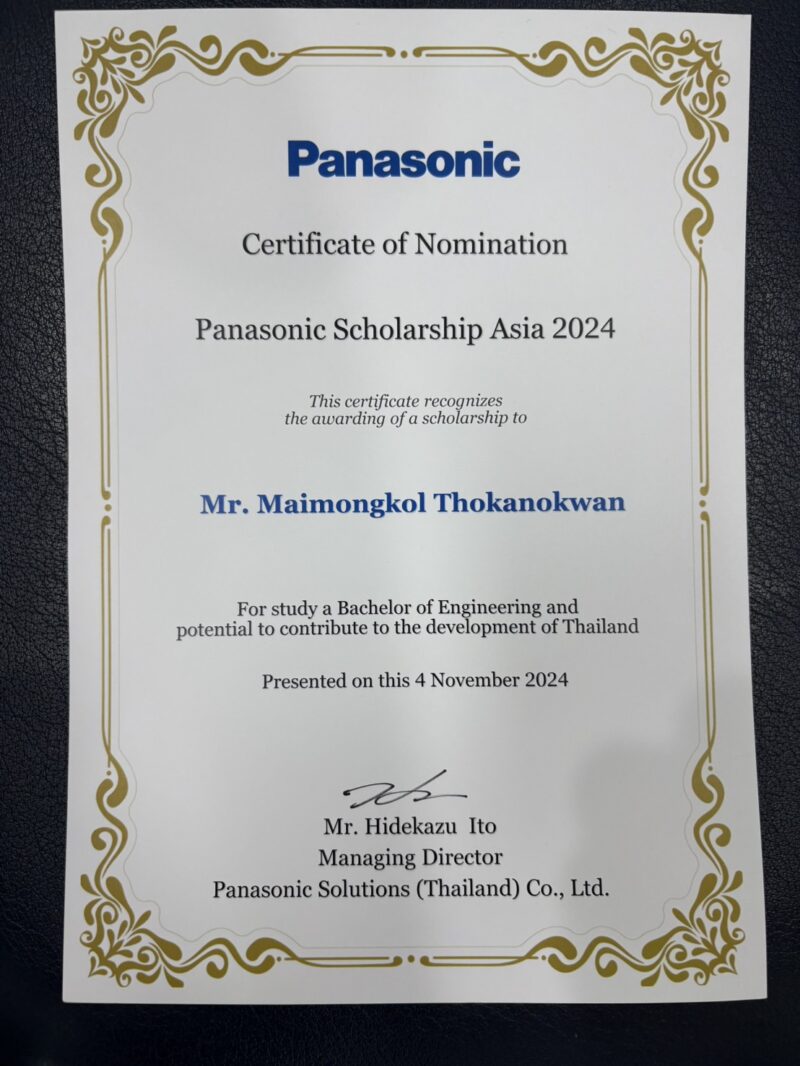 Panasonic
Certificate of Nomination
Panasonic Scholarship Asia 2024
This certificate recognizes
the awarding of a scholarship to
Mr. Maimongkol Thokanokwan
For study a Bachelor of Engineering and
potential to contribute to the development of Thailand
Presented on this 4 November 2024
Mr. Hidekazu Ito
Managing Director
Panasonic Solutions (Thailand) Co., Ltd.